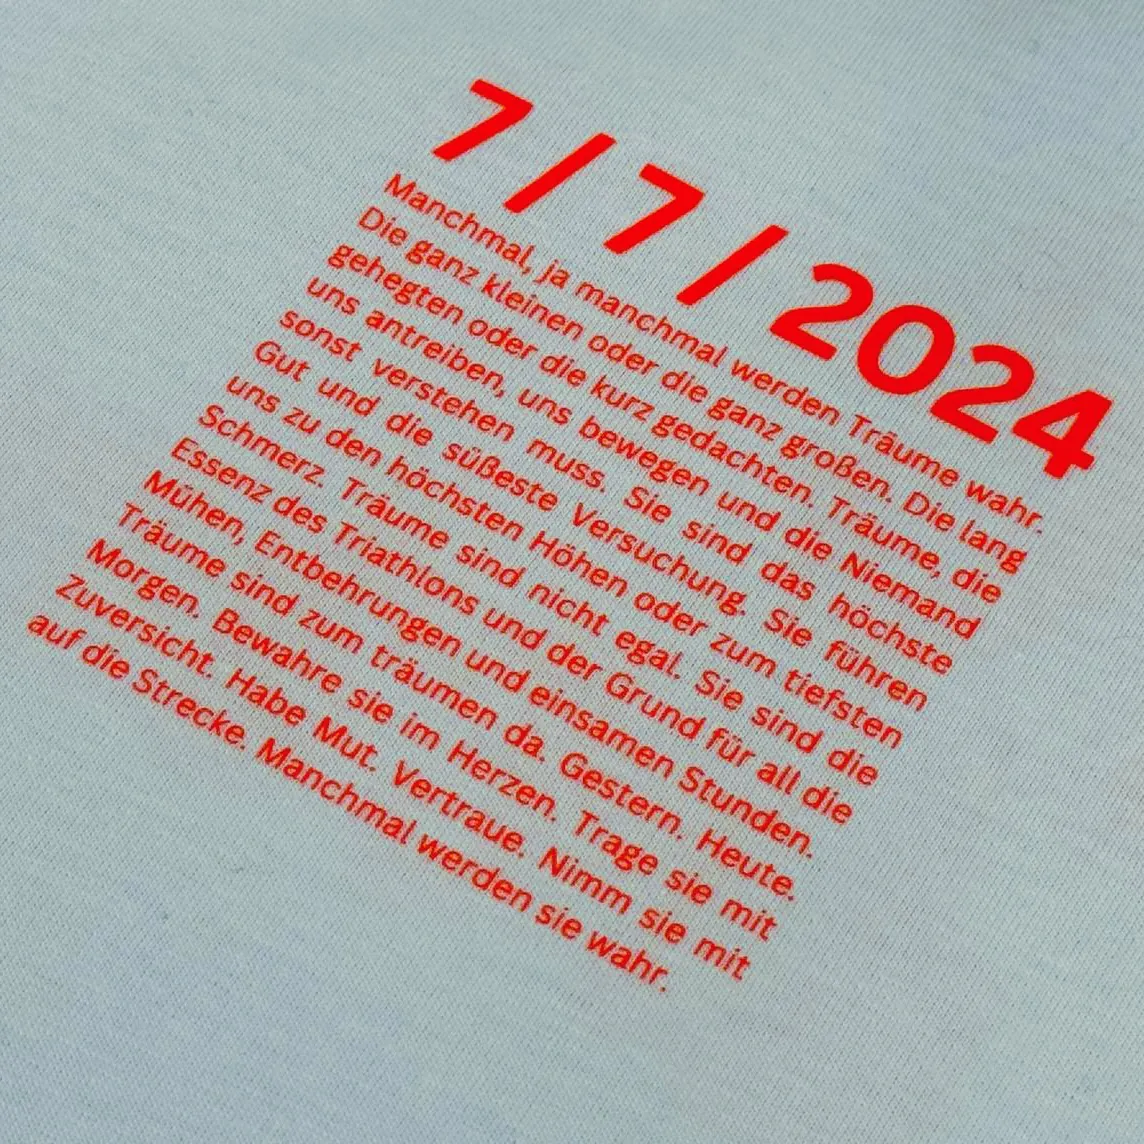 7/7/2024
Manchmal, ja manchmal werden Träume wahr.
Die ganz kleinen oder die ganz großen. Die lang
gehegten oder die kurz gedachten. Träume, die
uns antreiben, uns bewegen und die Niemand
sonst verstehen muss. Sie sind das höchste
Gut und die süßeste Versuchung. Sie führen
uns zu den höchsten Höhen oder zum tiefsten
Schmerz. Träume sind nicht egal. Sie sind die
Essenz des Triathlons und der Grund für all die
Mühen, Entbehrungen und einsamen Stunden.
Träume sind zum träumen da. Gestern. Heute.
Morgen. Bewahre sie im Herzen. Trage sie mit
Zuversicht. Habe Mut. Vertraue. Nimm sie mit
auf die Strecke. Manchmal werden sie wahr.